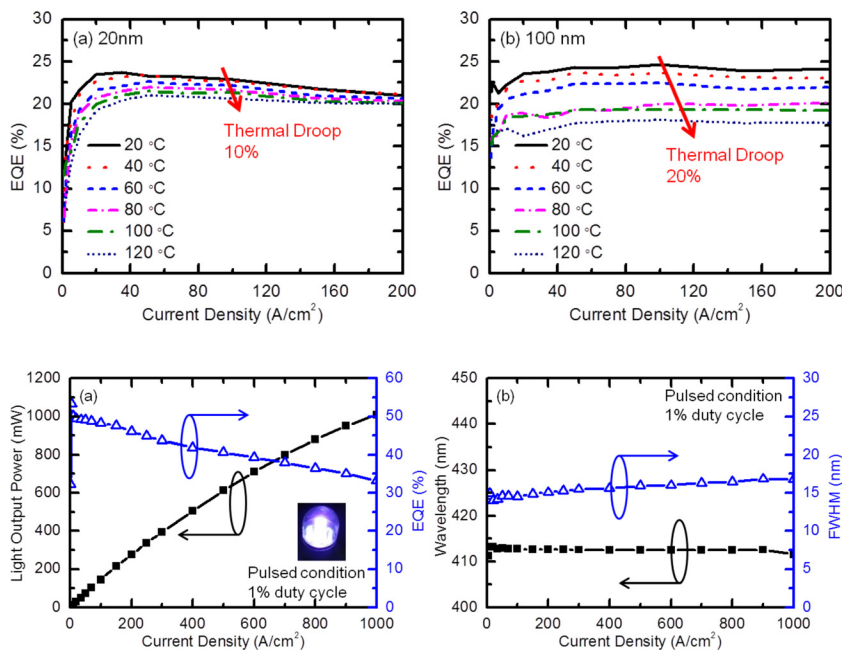 (a) 20nm
30
25
20
15
10
5
0
EQE (%)
Thermal Droop
10%
20 °C
40 °C
60 °C
80 °C
100 °C
120 °C
0 40 80 120 160 200
Current Density (A/cm²)
(b) 100 nm
30
25
20
15
10
5
0
EQE (%)
Thermal Droop
20%
20 °C
40 °C
60 °C
80 °C
100 °C
120 °C
0 40 80 120 160 200
Current Density (A/cm²)
(a)
1200
1000
800
600
400
200
0
Light Output Power (mW)
60
50
40
30
20
10
0
EQE (%)
Pulsed condition
1% duty cycle
0 200 400 600 800 1000
Current Density (A/cm²)
(b)
Pulsed condition
1% duty cycle
450
440
430
420
410
400
Wavelength (nm)
30
25
20
15
10
5
0
FWHM (nm)
0 200 400 600 800 1000
Current Density (A/cm²)